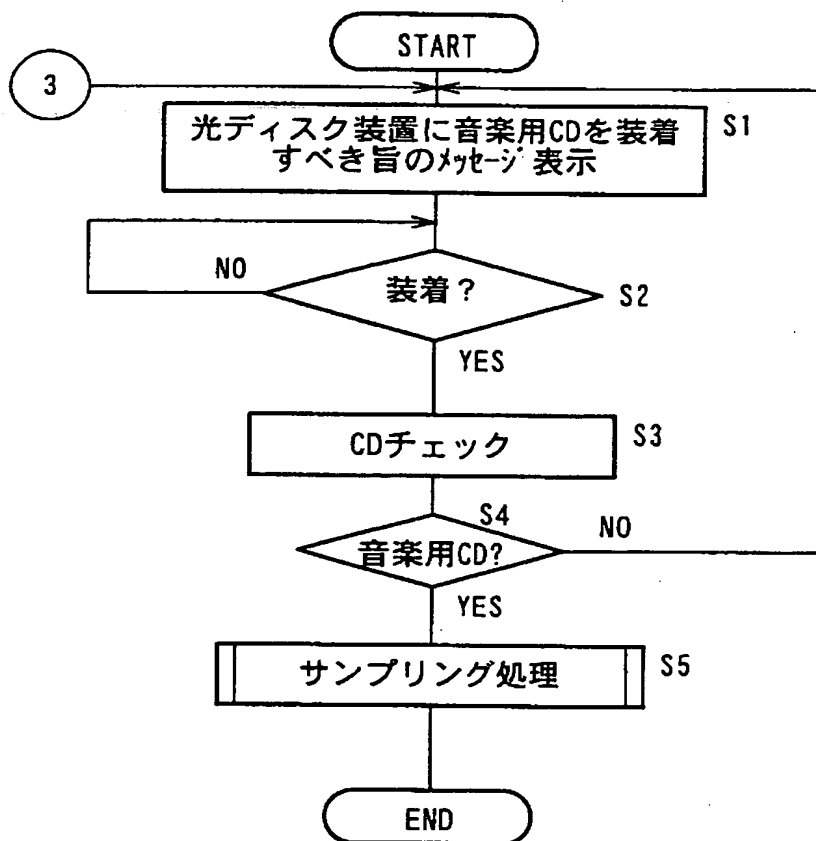 START
3
光ディスク装置に音楽用CDを装着
すべき旨のﾒｯｾｰｼﾞ表示
S1
NO
装着？
S2
YES
CDチェック
S3
S4
音楽用CD?
NO
YES
サンプリング処理
S5
END